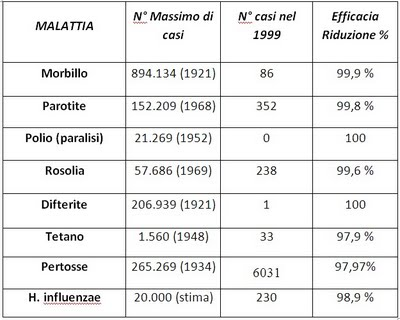 MALATTIA N° Massimo di casi N° casi nel 1999 Efficacia Riduzione %
Morbillo 894.134 (1921) 86 99,9 %
Parotite 152.209 (1968) 352 99,8 %
Polio (paralisi) 21.269 (1952) 0 100
Rosolia 57.686 (1969) 238 99,6 %
Difterite 206.939 (1921) 1 100
Tetano 1.560 (1948) 33 97,9 %
Pertosse 265.269 (1934) 6031 97,97%
H. influenzae 20.000 (stima) 230 98,9 %